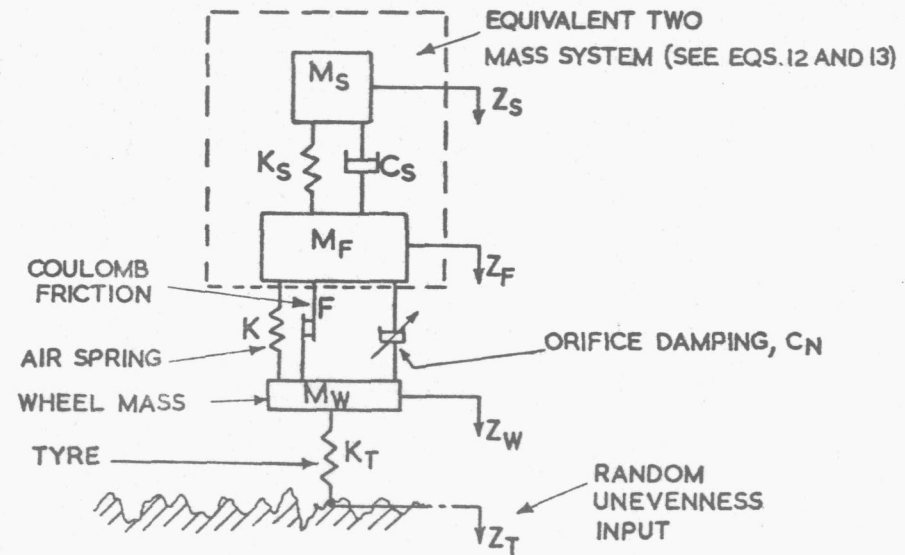 EQUIVALENT TWO
MASS SYSTEM (SEE EQS. 12 AND 13)
MS
ZS
KS
CS
MF
ZF
COULOMB
FRICTION
F
K
AIR SPRING
ORIFICE DAMPING, CN
WHEEL MASS
MW
ZW
TYRE
KT
RANDOM
UNEVENNESS
INPUT
ZT